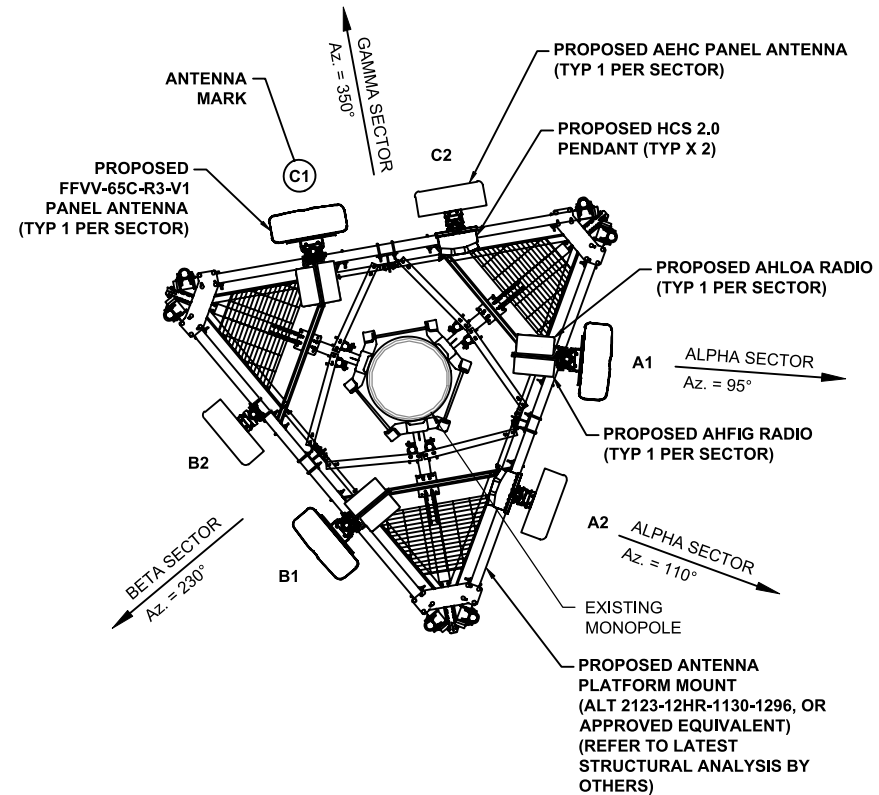 GAMMA SECTOR
Az. = 350°
PROPOSED AEHC PANEL ANTENNA
(TYP 1 PER SECTOR)
ANTENNA
MARK
C2
PROPOSED HCS 2.0
PENDANT (TYP X 2)
C1
PROPOSED
FFVV-65C-R3-V1
PANEL ANTENNA
(TYP 1 PER SECTOR)
PROPOSED AHLOA RADIO
(TYP 1 PER SECTOR)
A1
ALPHA SECTOR
Az. = 95°
PROPOSED AHFIG RADIO
(TYP 1 PER SECTOR)
B2
A2
ALPHA SECTOR
Az. = 110°
BETA SECTOR
Az. = 230°
B1
EXISTING
MONOPOLE
PROPOSED ANTENNA
PLATFORM MOUNT
(ALT 2123-12HR-1130-1296, OR
APPROVED EQUIVALENT)
(REFER TO LATEST
STRUCTURAL ANALYSIS BY
OTHERS)